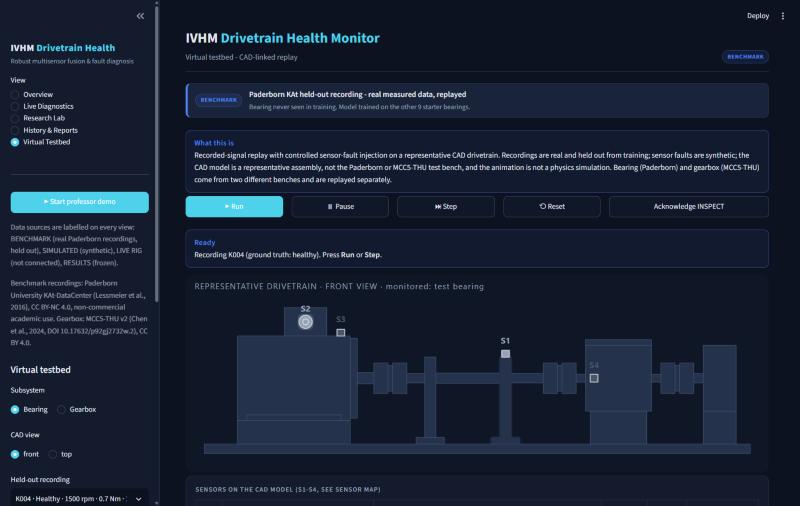 Deploy
IVHM Drivetrain Health
Robust multisensor fusion & fault diagnosis
View
Overview
Live Diagnostics
Research Lab
History & Reports
Virtual Testbed
Start professor demo
Data sources are labelled on every view:
BENCHMARK (real Paderborn recordings,
held out), SIMULATED (synthetic), LIVE RIG
(not connected), RESULTS (frozen).
Benchmark recordings: Paderborn
University KAt-DataCenter (Lessmeier et al.,
2016), CC BY-NC 4.0, non-commercial
academic use. Gearbox: MCC5-THU v2 (Chen
et al., 2024, DOI 10.17632/p92gj2732w.2), CC
BY 4.0.
Virtual testbed
Subsystem
Bearing
Gearbox
CAD view
front
top
Held-out recording
K004 · Healthy · 1500 rpm · 0.7 Nm ·
IVHM Drivetrain Health Monitor
Virtual testbed - CAD-linked replay
BENCHMARK
BENCHMARK
Paderborn KAt held-out recording - real measured data, replayed
Bearing never seen in training. Model trained on the other 9 starter bearings.
What this is
Recorded-signal replay with controlled sensor-fault injection on a representative CAD drivetrain. Recordings are real and held out from training; sensor faults are synthetic; the
CAD model is a representative assembly, not the Paderborn or MCC5-THU test bench, and the animation is not a physics simulation. Bearing (Paderborn) and gearbox (MCC5-THU)
come from two different benches and are replayed separately.
Run
Pause
Step
Reset
Acknowledge INSPECT
Ready
Recording K004 (ground truth: healthy). Press Run or Step.
REPRESENTATIVE DRIVETRAIN · FRONT VIEW · monitored: test bearing
S2
S3
S1
S4
SENSORS ON THE CAD MODEL (S1-S4, SEE SENSOR MAP)